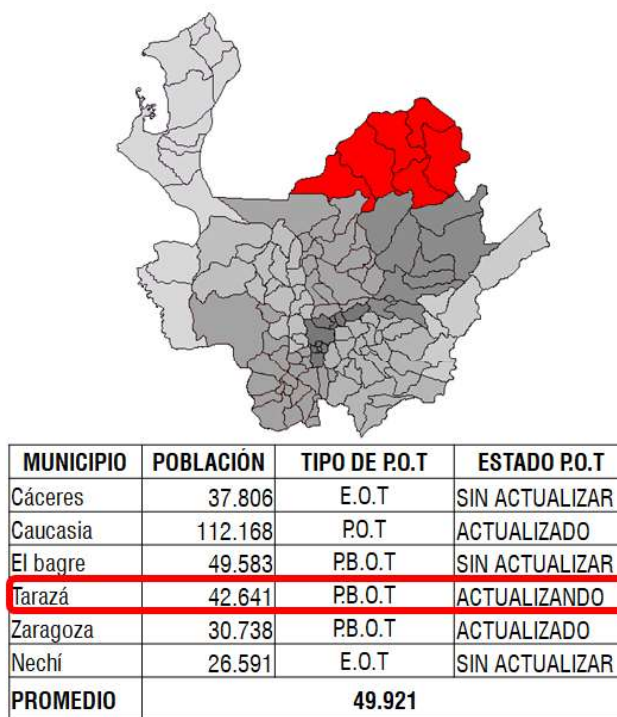 MUNICIPIO POBLACIÓN TIPO DE P.O.T ESTADO P.O.T
Cáceres 37.806 E.O.T SIN ACTUALIZAR
Caucasia 112.168 P.O.T ACTUALIZADO
El bagre 49.583 P.B.O.T SIN ACTUALIZAR
Tarazá 42.641 P.B.O.T ACTUALIZANDO
Zaragoza 30.738 P.B.O.T ACTUALIZADO
Nechí 26.591 E.O.T SIN ACTUALIZAR
PROMEDIO 49.921